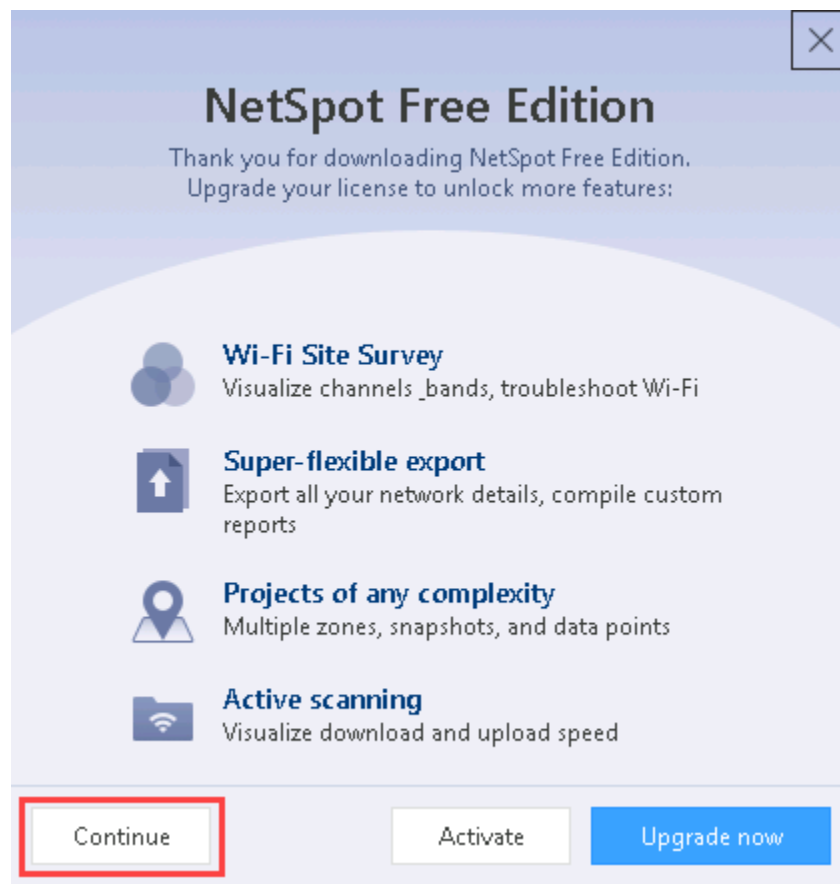 NetSpot Free Edition
Thank you for downloading NetSpot Free Edition.
Upgrade your license to unlock more features:
Wi-Fi Site Survey
Visualize channels _bands, troubleshoot Wi-Fi
Super-flexible export
Export all your network details, compile custom
reports
Projects of any complexity
Multiple zones, snapshots, and data points
Active scanning
Visualize download and upload speed
Continue
Activate
Upgrade now